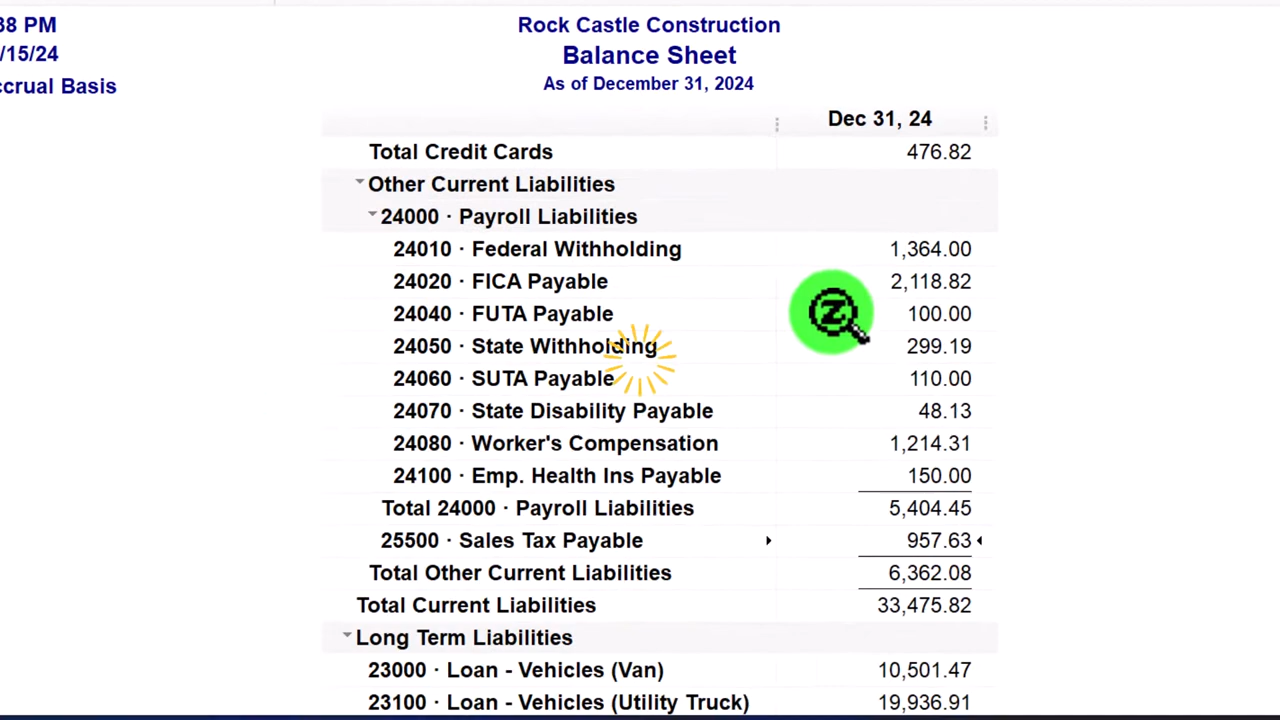 38 PM
/15/24
ccrual Basis
Rock Castle Construction
Balance Sheet
As of December 31, 2024
Dec 31, 24
Total Credit Cards 476.82
Other Current Liabilities
24000 · Payroll Liabilities
24010 · Federal Withholding 1,364.00
24020 · FICA Payable 2,118.82
24040 · FUTA Payable 100.00
24050 · State Withholding 299.19
24060 · SUTA Payable 110.00
24070 · State Disability Payable 48.13
24080 · Worker's Compensation 1,214.31
24100 · Emp. Health Ins Payable 150.00
Total 24000 · Payroll Liabilities 5,404.45
25500 · Sales Tax Payable 957.63
Total Other Current Liabilities 6,362.08
Total Current Liabilities 33,475.82
Long Term Liabilities
23000 · Loan - Vehicles (Van) 10,501.47
23100 · Loan - Vehicles (Utility Truck) 19,936.91